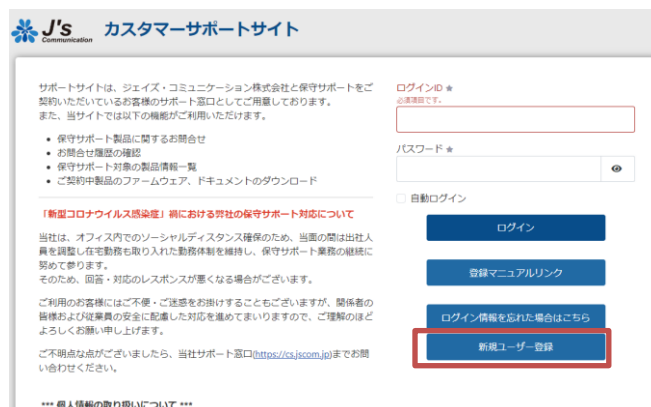 J's Communication カスタマーサポートサイト
サポートサイトは、ジェイズ・コミュニケーション株式会社と保守サポートをご
契約いただいているお客様のサポート窓口としてご用意しております。
また、当サイトでは以下の機能がご利用いただけます。
• 保守サポート製品に関するお問合せ
• お問合せ履歴の確認
• 保守サポート対象の製品情報一覧
• ご契約中製品のファームウェア、ドキュメントのダウンロード
「新型コロナウイルス感染症」禍における弊社の保守サポート対応について
当社は、オフィス内でのソーシャルディスタンス確保のため、当面の間は出社人
員を調整し在宅勤務も取り入れた勤務体制を維持し、保守サポート業務の継続に
努めて参ります。
そのため、回答・対応のレスポンスが悪くなる場合がございます。
ご利用のお客様にはご不便・ご迷惑をお掛けすることもございますが、関係者の
皆様および従業員の安全に配慮した対応を進めてまいりますので、ご理解のほど
よろしくお願い申し上げます。
ご不明点な点がございましたら、当社サポート窓口(https://cs.jscom.jp)までお問
い合わせください。
*** 個人情報の取り扱いについて ***
ログインID ★
必須項目です。
パスワード ★
自動ログイン
ログイン
登録マニュアルリンク
ログイン情報を忘れた場合はこちら
新規ユーザー登録